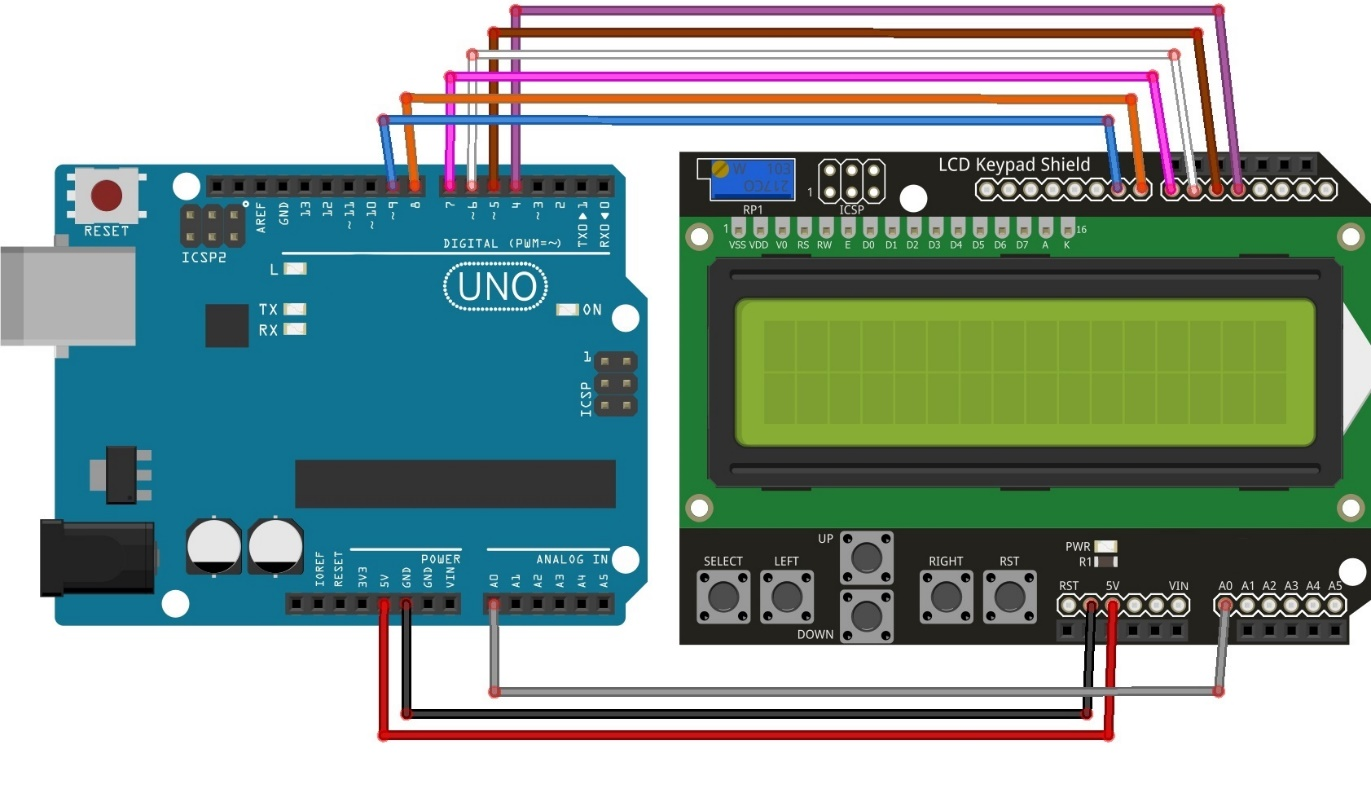 RESET
ICSP2
AREF
GND
13
12
~11
~10
~9
8
7
~6
~5
4
~3
2
TX0▶1
RX0◀0
DIGITAL (PWM=~)
L
TX
RX
UNO
ON
1
ICSP
IOREF
RESET
3V3
5V
GND
GND
VIN
POWER
ANALOG IN
A0
A1
A2
A3
A4
A5
W 103
217C0
RP1
1
ICSP
LCD Keypad Shield
1 VSS VDD V0 RS RW E D0 D1 D2 D3 D4 D5 D6 D7 A K 16
SELECT
LEFT
UP
DOWN
RIGHT
RST
PWR
R1
RST 5V VIN
A0 A1 A2 A3 A4 A5